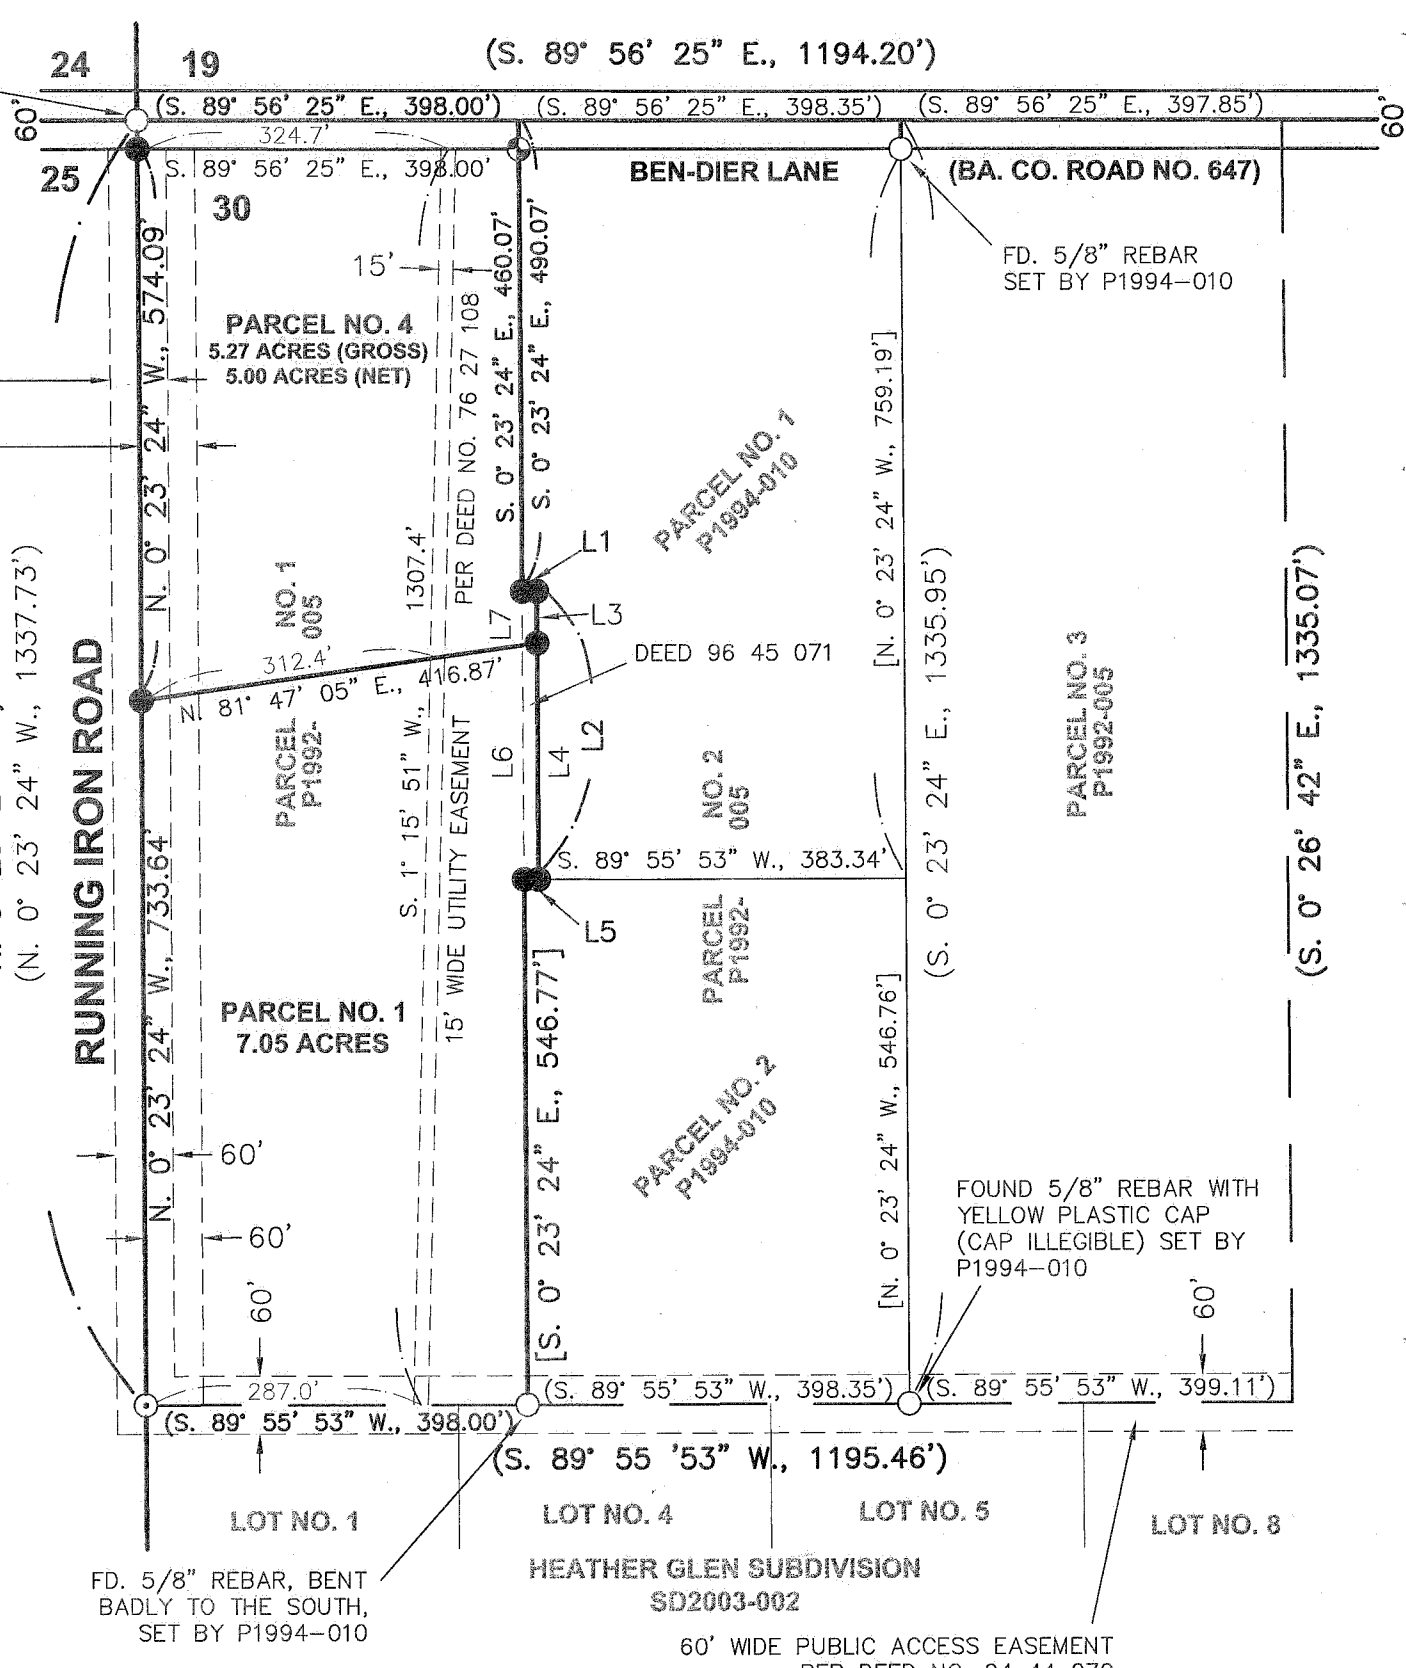 (S. 89° 56' 25" E., 1194.20')
24
19
(S. 89° 56' 25" E., 398.00')
(S. 89° 56' 25" E., 398.35')
(S. 89° 56' 25" E., 397.85')
60'
60'
324.7'
S. 89° 56' 25" E., 398.00'
25
30
BEN-DIER LANE
(BA. CO. ROAD NO. 647)
FD. 5/8" REBAR
SET BY P1994-010
15'
PARCEL NO. 4
5.27 ACRES (GROSS)
5.00 ACRES (NET)
N. 0° 23' 24" W., 574.09'
PER DEED NO. 76 27 108
S. 0° 23' 24" E., 460.07'
S. 0° 23' 24" E., 490.07'
[N. 0° 23' 24" W., 759.19']
PARCEL NO. 1
P1994-010
L1
L3
L7
DEED 96 45 071
(N. 0° 23' 24" W., 1337.73')
RUNNING IRON ROAD
NO. 1
005
312.4'
N. 81° 47' 05" E., 416.87'
PARCEL
P1992-
1307.4'
S. 1° 15' 51" W.,
15' WIDE UTILITY EASEMENT
L6
L4
L2
NO. 2
005
(S. 0° 23' 24" E., 1335.95')
PARCEL NO. 3
P1992-005
(S. 0° 26' 42" E., 1335.07')
S. 89° 55' 53" W., 383.34'
L5
PARCEL
P1992-
N. 0° 23' 24" W., 733.64'
PARCEL NO. 1
7.05 ACRES
[S. 0° 23' 24" E., 546.77']
PARCEL NO. 2
P1994-010
[N. 0° 23' 24" W., 546.76']
60'
60'
60'
FOUND 5/8" REBAR WITH
YELLOW PLASTIC CAP
(CAP ILLEGIBLE) SET BY
P1994-010
60'
287.0'
(S. 89° 55' 53" W., 398.00')
(S. 89° 55' 53" W., 398.35')
(S. 89° 55' 53" W., 399.11')
(S. 89° 55 '53" W., 1195.46')
LOT NO. 1
LOT NO. 4
LOT NO. 5
LOT NO. 8
HEATHER GLEN SUBDIVISION
SD2003-002
FD. 5/8" REBAR, BENT
BADLY TO THE SOUTH,
SET BY P1994-010
60' WIDE PUBLIC ACCESS EASEMENT